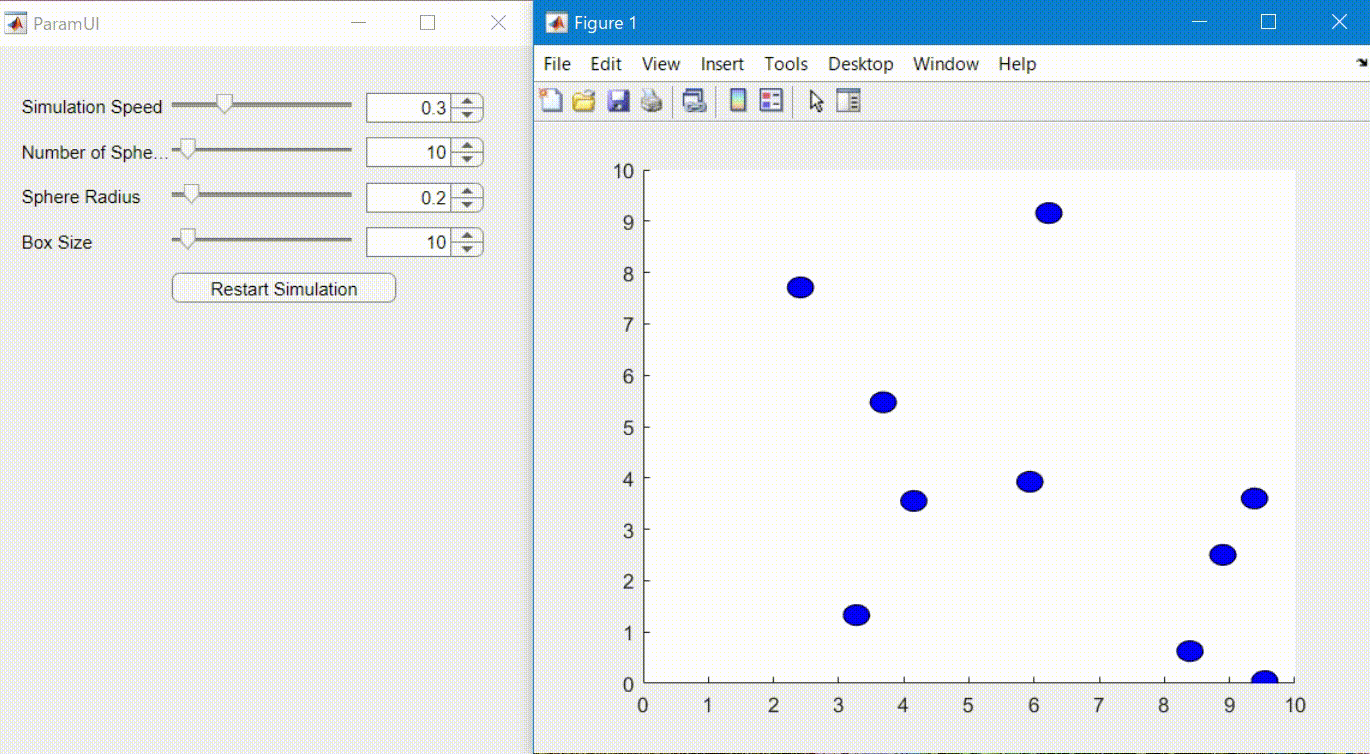 ParamUI
Simulation Speed 0.3
Number of Sphe... 10
Sphere Radius 0.2
Box Size 10
Restart Simulation
Figure 1
File Edit View Insert Tools Desktop Window Help
10
9
8
7
6
5
4
3
2
1
0
0 1 2 3 4 5 6 7 8 9 10